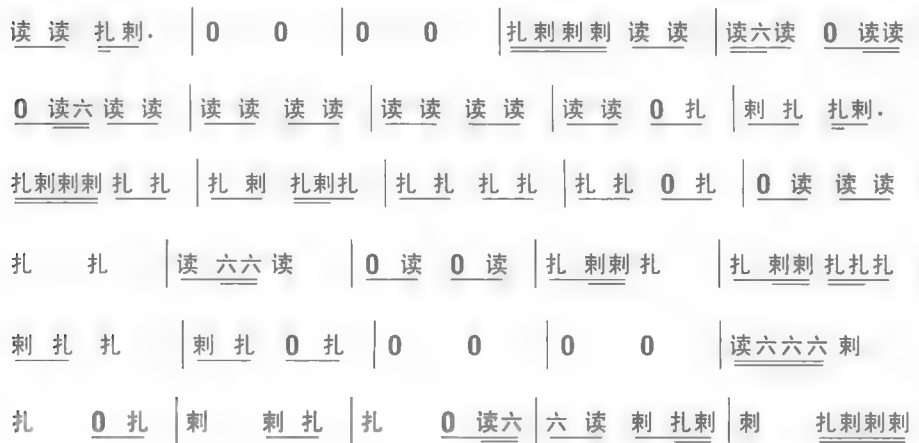 读 读 扎剌. | 0 0 | 0 0 | 扎剌剌剌 读 读 | 读六读 0 读读
0 读六 读 读 | 读 读 读 读 | 读 读 读 读 | 读 读 0 扎 | 剌 扎 扎剌.
扎剌剌剌 扎 扎 | 扎 剌 扎剌扎 | 扎 扎 扎 扎 | 扎 扎 0 扎 | 0 读 读 读
扎 扎 | 读 六六 读 | 0 读 0 读 | 扎 剌剌 扎 | 扎 剌剌 扎扎扎
剌 扎 扎 | 剌 扎 0 扎 | 0 0 | 0 0 | 读六六六 剌
扎 0 扎 | 剌 剌 扎 | 扎 0 读六 | 六 读 剌 扎剌 | 剌 扎剌剌剌